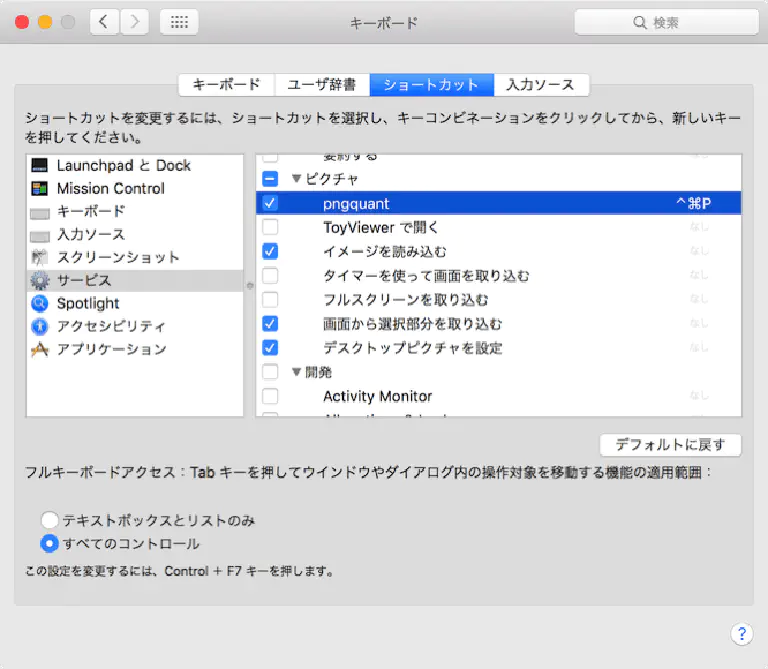 キーボード
検索
キーボード
ユーザ辞書
ショートカット
入力ソース
ショートカットを変更するには、ショートカットを選択し、キーコンビネーションをクリックしてから、新しいキー
を押してください。
Launchpad と Dock
Mission Control
キーボード
入力ソース
スクリーンショット
サービス
Spotlight
アクセシビリティ
アプリケーション
要約する
ピクチャ
pngquant ^⌘P
ToyViewer で開く なし
イメージを読み込む なし
タイマーを使って画面を取り込む なし
フルスクリーンを取り込む なし
画面から選択部分を取り込む なし
デスクトップピクチャを設定 なし
開発
Activity Monitor なし
デフォルトに戻す
フルキーボードアクセス：Tab キーを押してウインドウやダイアログ内の操作対象を移動する機能の適用範囲：
テキストボックスとリストのみ
すべてのコントロール
この設定を変更するには、Control + F7 キーを押します。
?